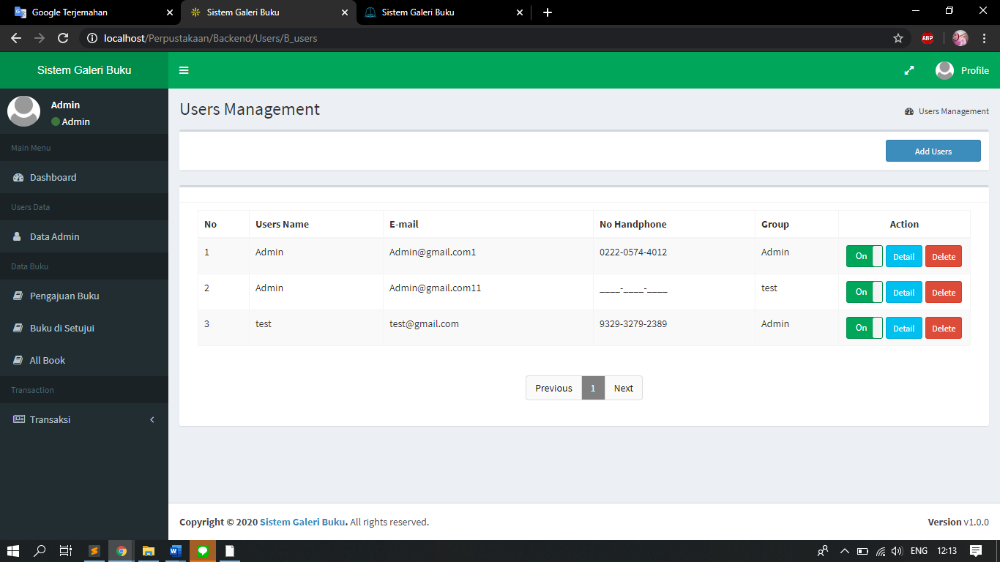 Google Terjemahan
Sistem Galeri Buku
Sistem Galeri Buku
localhost/Perpustakaan/Backend/Users/B_users
ABP
Sistem Galeri Buku
Profile
Admin
Admin
Main Menu
Dashboard
Users Data
Data Admin
Data Buku
Pengajuan Buku
Buku di Setujui
All Book
Transaction
Transaksi
Users Management
Users Management
Add Users
No Users Name E-mail No Handphone Group Action
1 Admin Admin@gmail.com1 0222-0574-4012 Admin On Detail Delete
2 Admin Admin@gmail.com11 ____-____-____ test On Detail Delete
3 test test@gmail.com 9329-3279-2389 Admin On Detail Delete
Previous 1 Next
Copyright © 2020 Sistem Galeri Buku. All rights reserved.
Version v1.0.0
ENG 12:13